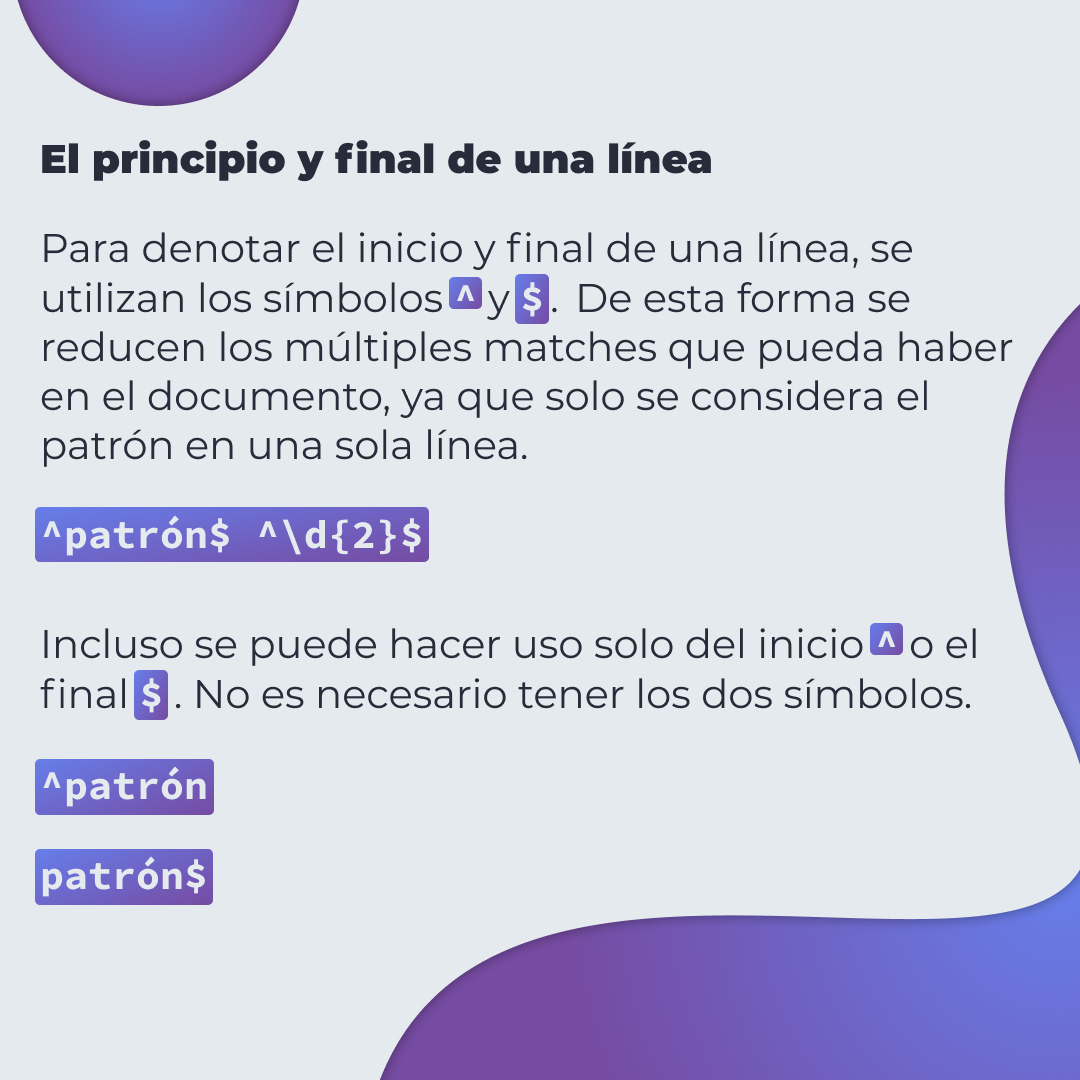 El principio y final de una línea
Para denotar el inicio y final de una línea, se
utilizan los símbolos ^ y $. De esta forma se
reducen los múltiples matches que pueda haber
en el documento, ya que solo se considera el
patrón en una sola línea.
^patrón$ ^\d{2}$
Incluso se puede hacer uso solo del inicio ^ o el
final $. No es necesario tener los dos símbolos.
^patrón
patrón$